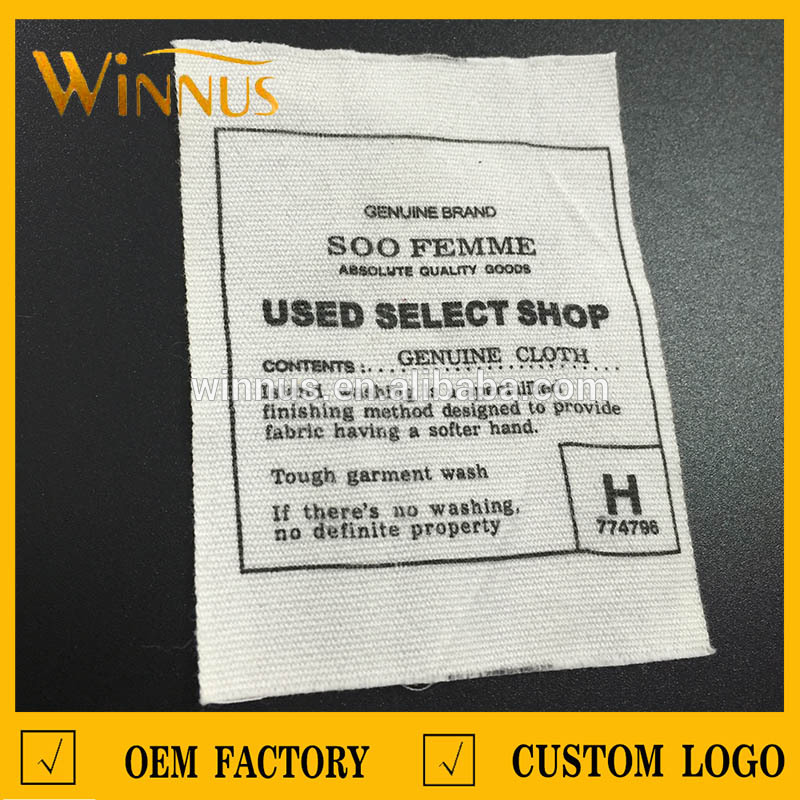 WINNUS
GENUINE BRAND
SOO FEMME
ABSOLUTE QUALITY GOODS
USED SELECT SHOP
CONTENTS:....GENUINE CLOTH
winnus.en.alibaba.com
finishing method designed to provide
fabric having a softer hand.
Tough garment wash
If there's no washing,
no definite property
H
774796
OEM FACTORY
CUSTOM LOGO